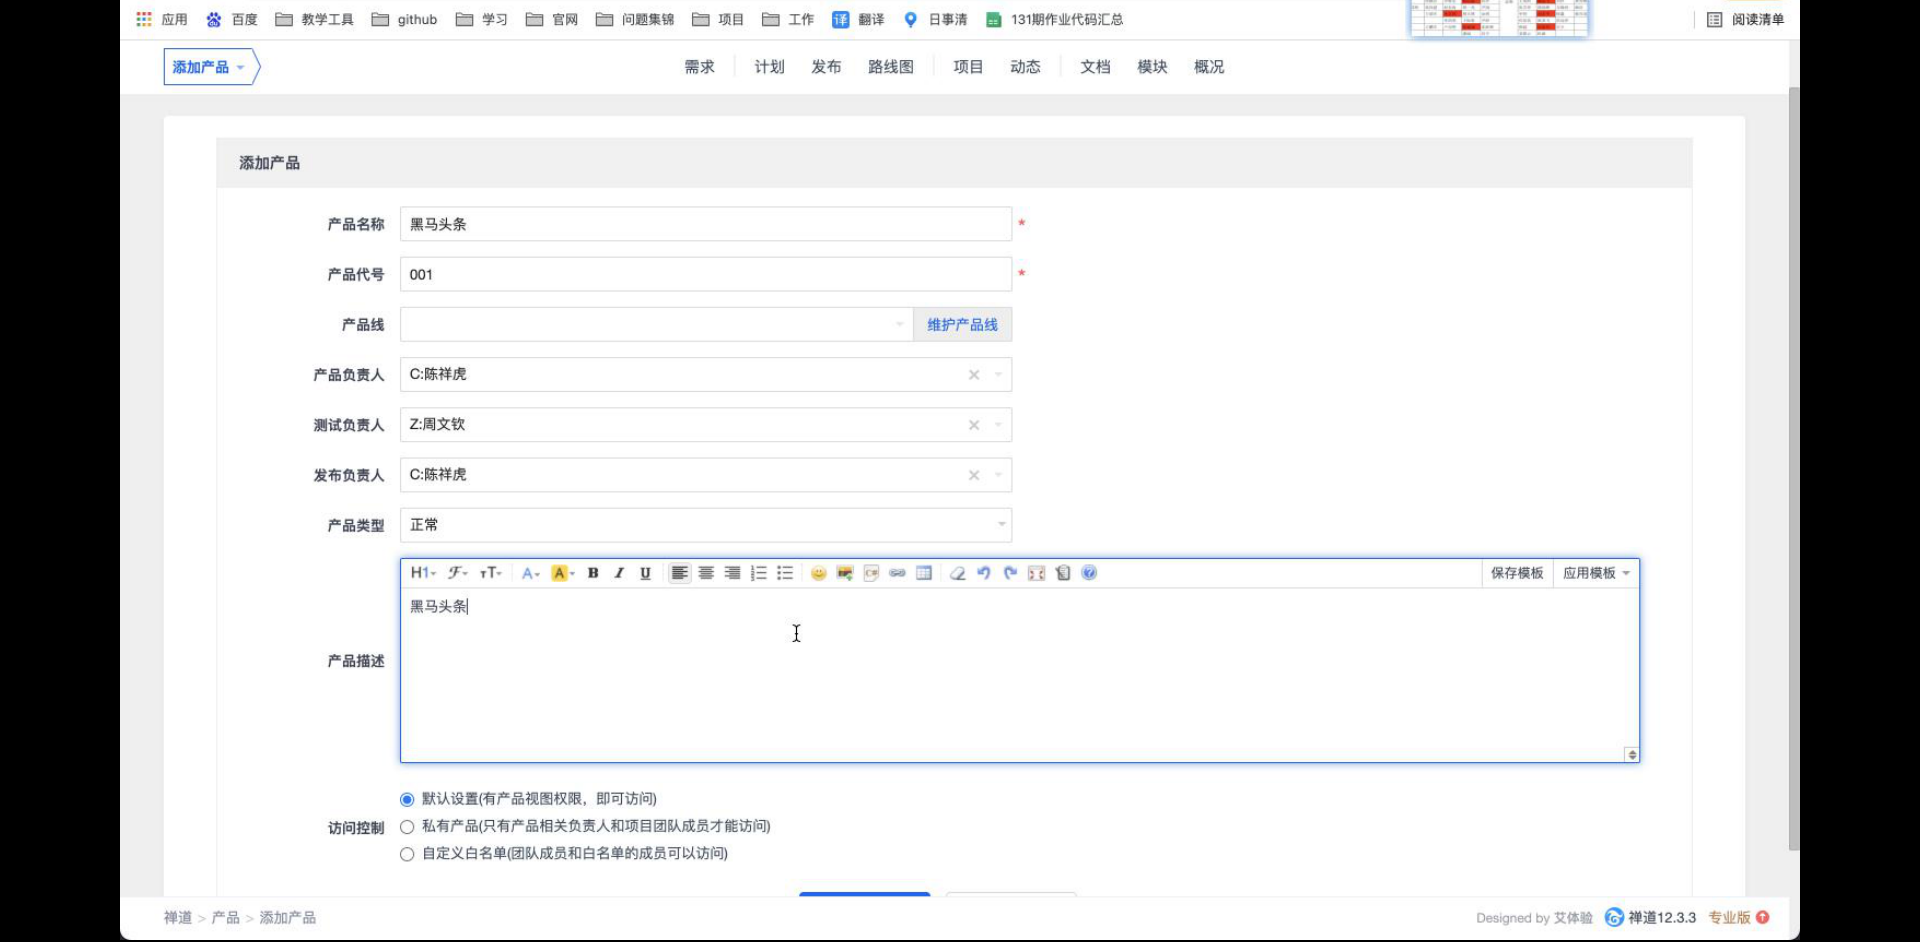 应用 百度 教学工具 github 学习 官网 问题集锦 项目 工作 译 翻译 日事清 131期作业代码汇总 阅读清单
添加产品 需求 计划 发布 路线图 项目 动态 文档 模块 概况
添加产品
产品名称 黑马头条 *
产品代号 001 *
产品线 维护产品线
产品负责人 C:陈祥虎
测试负责人 Z:周文钦
发布负责人 C:陈祥虎
产品类型 正常
H1 F TT A A B I U 保存模板 应用模板
黑马头条
产品描述
默认设置(有产品视图权限，即可访问)
访问控制 私有产品(只有产品相关负责人和项目团队成员才能访问)
自定义白名单(团队成员和白名单的成员可以访问)
禅道 > 产品 > 添加产品 Designed by 艾体验 禅道12.3.3 专业版